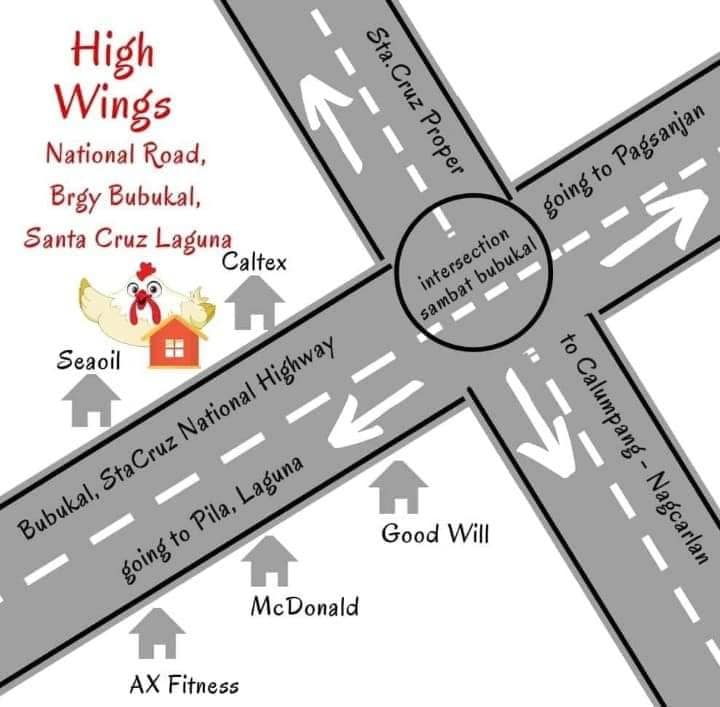 High
Wings
National Road,
Brgy Bubukal,
Santa Cruz Laguna
Caltex
Seaoil
Sta.Cruz Proper
going to Pagsanjan
intersection
sambat bubukal
to Calumpang - Nagcarlan
Bubukal, StaCruz National Highway
going to Pila, Laguna
Good Will
McDonald
AX Fitness